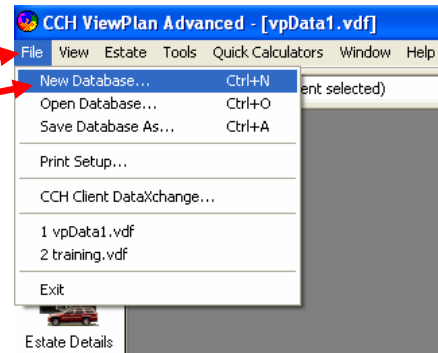 CCH ViewPlan Advanced - [vpData1.vdf]
File View Estate Tools Quick Calculators Window Help
New Database... Ctrl+N
ent selected)
Open Database... Ctrl+O
Save Database As... Ctrl+A
Print Setup...
CCH Client DataXchange...
1 vpData1.vdf
2 training.vdf
Exit
Estate Details